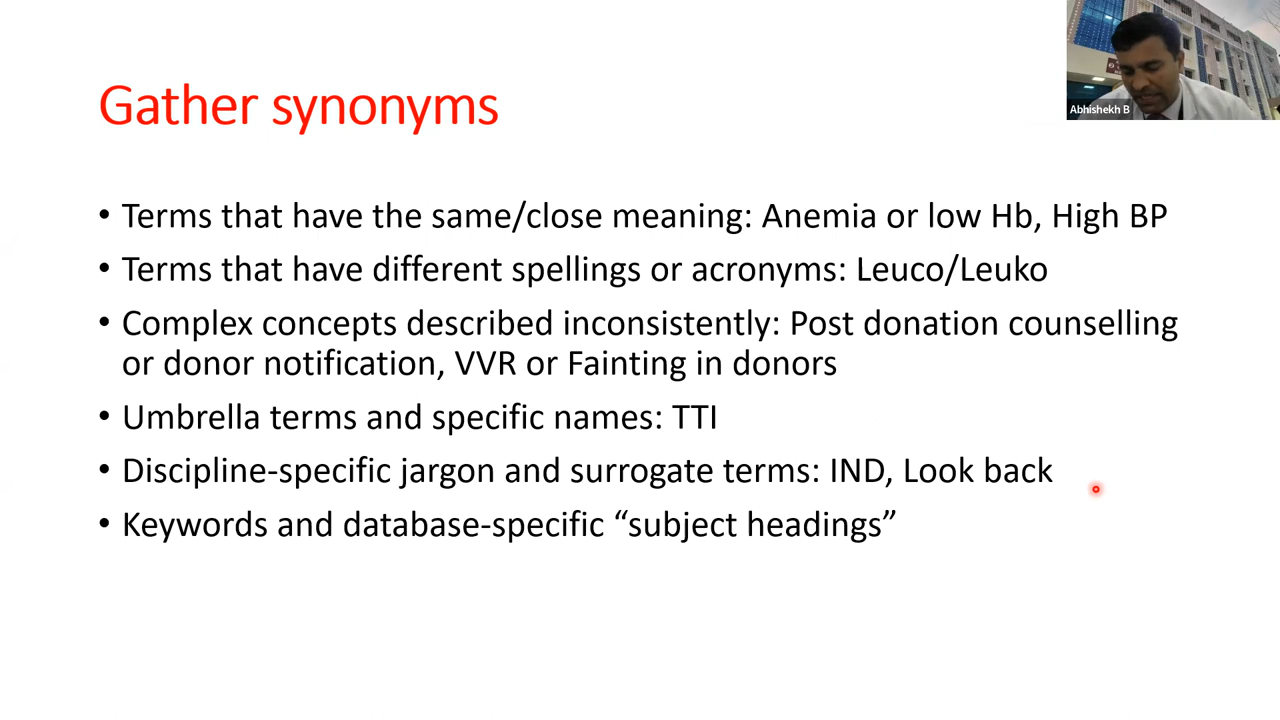 Gather synonyms
Abhishekh B
• Terms that have the same/close meaning: Anemia or low Hb, High BP
• Terms that have different spellings or acronyms: Leuco/Leuko
• Complex concepts described inconsistently: Post donation counselling
or donor notification, VVR or Fainting in donors
• Umbrella terms and specific names: TTI
• Discipline-specific jargon and surrogate terms: IND, Look back
• Keywords and database-specific “subject headings”